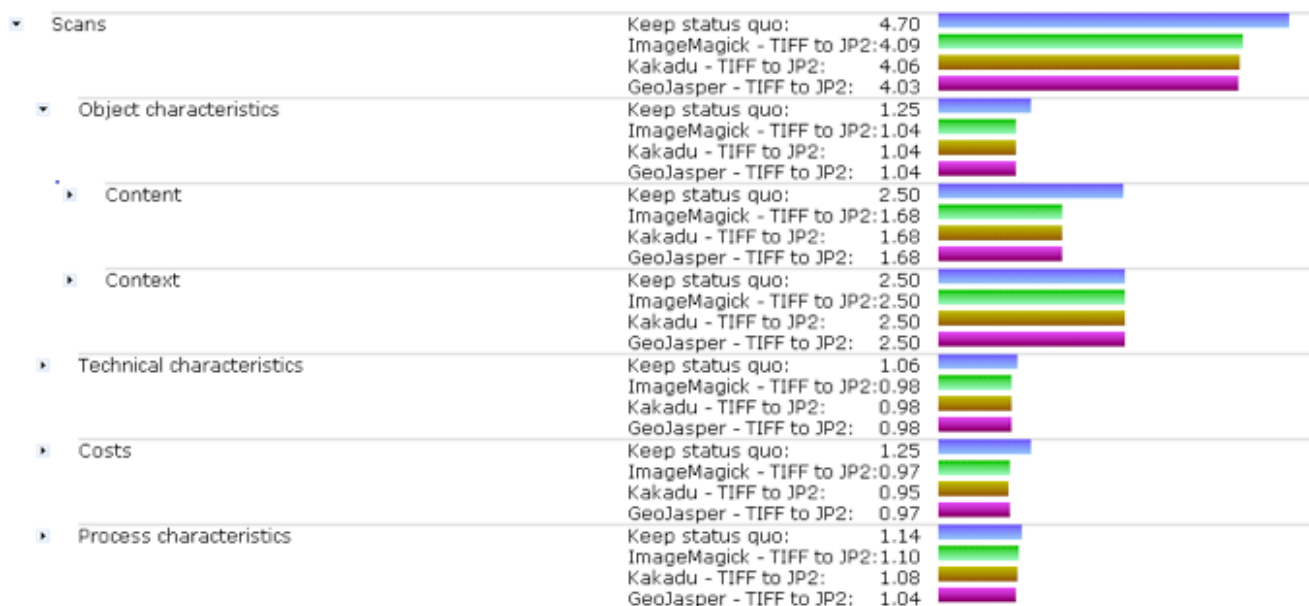 Scans Keep status quo: 4.70
ImageMagick - TIFF to JP2:4.09
Kakadu - TIFF to JP2: 4.06
GeoJasper - TIFF to JP2: 4.03
Object characteristics Keep status quo: 1.25
ImageMagick - TIFF to JP2:1.04
Kakadu - TIFF to JP2: 1.04
GeoJasper - TIFF to JP2: 1.04
Content Keep status quo: 2.50
ImageMagick - TIFF to JP2:1.68
Kakadu - TIFF to JP2: 1.68
GeoJasper - TIFF to JP2: 1.68
Context Keep status quo: 2.50
ImageMagick - TIFF to JP2:2.50
Kakadu - TIFF to JP2: 2.50
GeoJasper - TIFF to JP2: 2.50
Technical characteristics Keep status quo: 1.06
ImageMagick - TIFF to JP2:0.98
Kakadu - TIFF to JP2: 0.98
GeoJasper - TIFF to JP2: 0.98
Costs Keep status quo: 1.25
ImageMagick - TIFF to JP2:0.97
Kakadu - TIFF to JP2: 0.95
GeoJasper - TIFF to JP2: 0.97
Process characteristics Keep status quo: 1.14
ImageMagick - TIFF to JP2:1.10
Kakadu - TIFF to JP2: 1.08
GeoJasper - TIFF to JP2: 1.04